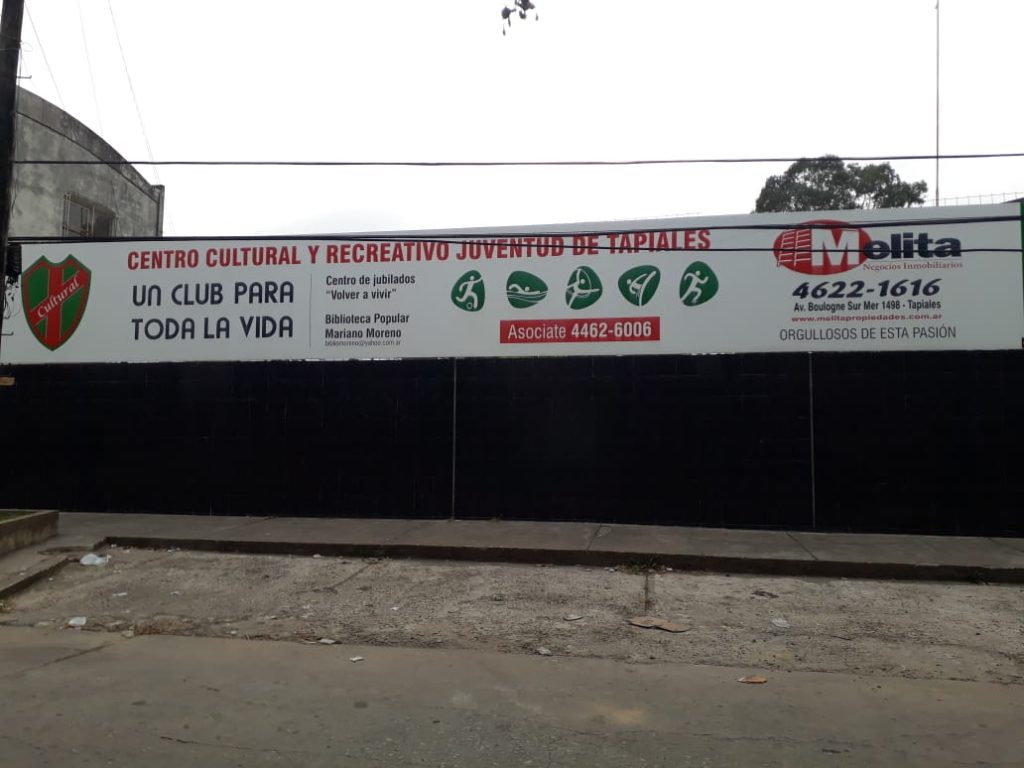 CENTRO CULTURAL Y RECREATIVO JUVENTUD DE TAPIALES
Cultural
UN CLUB PARA
TODA LA VIDA
Centro de jubilados
"Volver a vivir"
Biblioteca Popular
Mariano Moreno
Asociate 4462-6006
Melita
Negocios Inmobiliarios
4622-1616
Av. Boulogne Sur Mer 1498 - Tapiales
www.melitapropiedades.com.ar
ORGULLOSOS DE ESTA PASIÓN